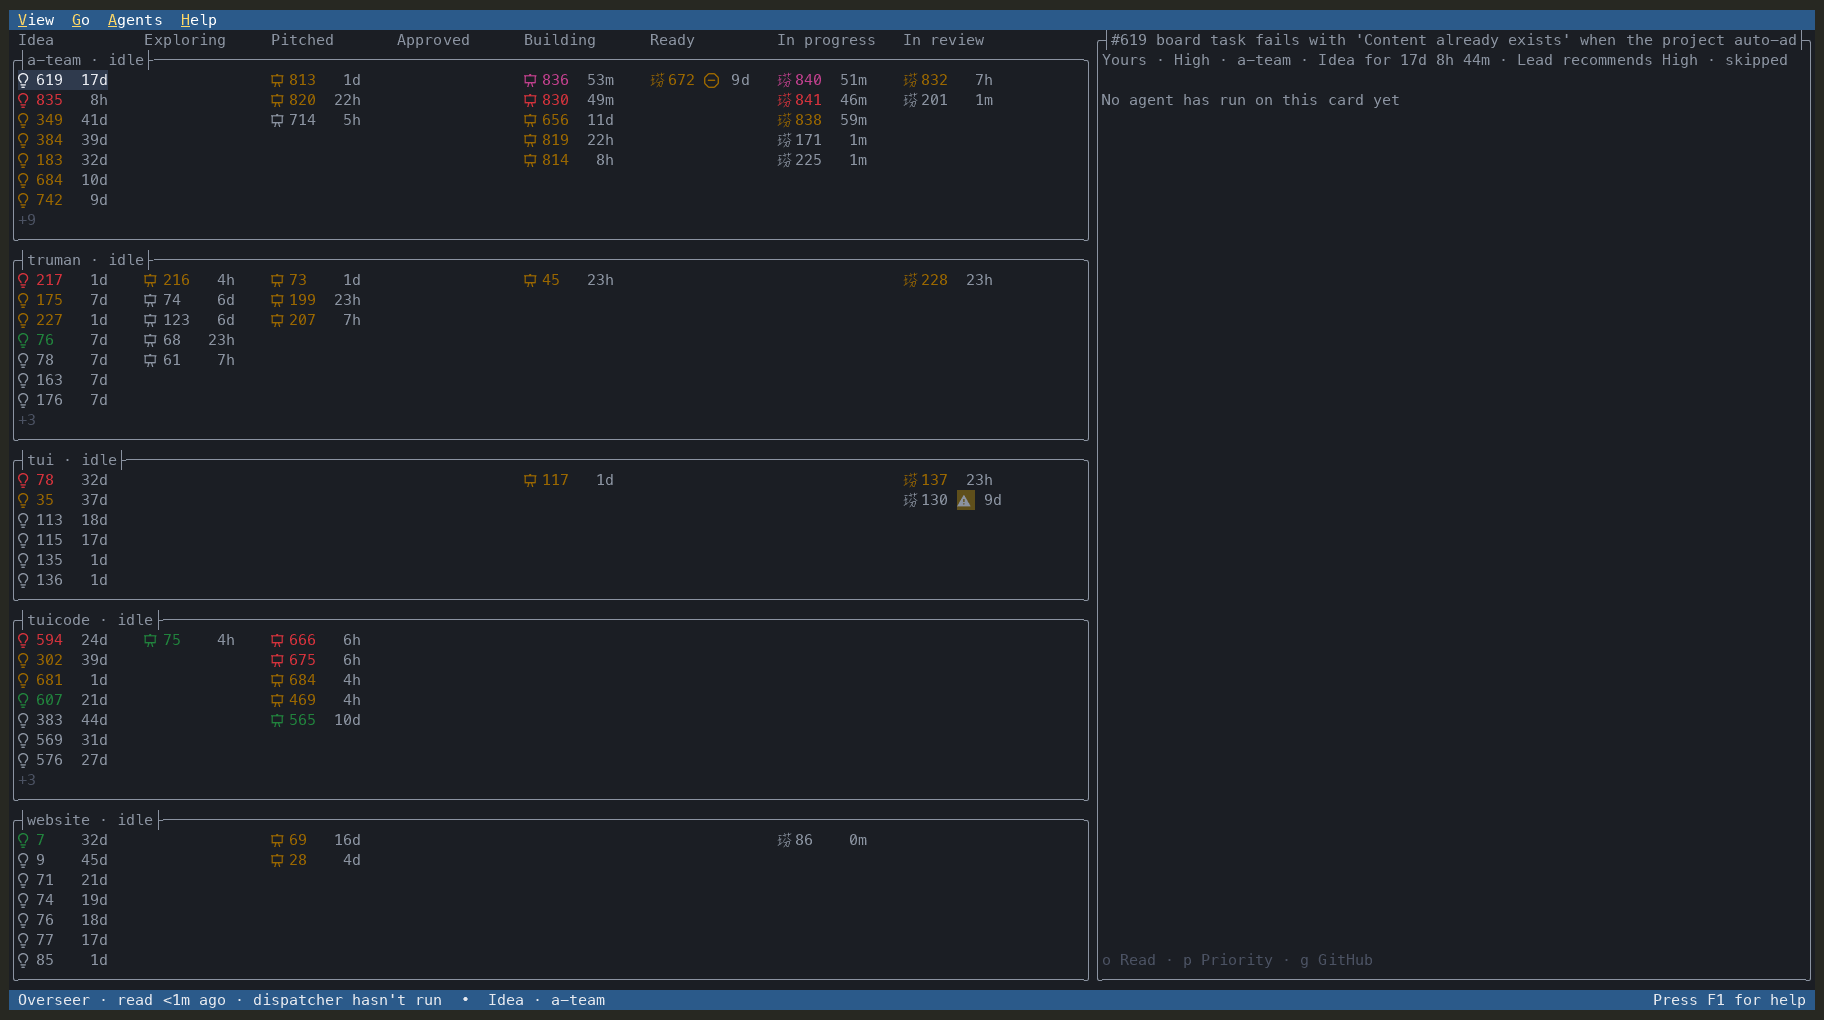 View  Go  Agents  Help
Idea  Exploring  Pitched  Approved  Building  Ready  In progress  In review
a-team · idle
619 17d  813 1d  836 53m  672 9d  840 51m  832 7h
835 8h  820 22h  830 49m  841 46m  201 1m
349 41d  714 5h  656 11d  838 59m
384 39d  819 22h  171 1m
183 32d  814 8h  225 1m
684 10d
742 9d
+9
truman · idle
217 1d  216 4h  73 1d  45 23h  228 23h
175 7d  74 6d  199 23h
227 1d  123 6d  207 7h
76 7d  68 23h
78 7d  61 7h
163 7d
176 7d
+3
tui · idle
78 32d  117 1d  137 23h
35 37d  130 9d
113 18d
115 17d
135 1d
136 1d
tuicode · idle
594 24d  75 4h  666 6h
302 39d  675 6h
681 1d  684 4h
607 21d  469 4h
383 44d  565 10d
569 31d
576 27d
+3
website · idle
7 32d  69 16d  86 0m
9 45d  28 4d
71 21d
74 19d
76 18d
77 17d
85 1d
#619 board task fails with 'Content already exists' when the project auto-ad
Yours · High · a-team · Idea for 17d 8h 44m · Lead recommends High · skipped
No agent has run on this card yet
o Read · p Priority · g GitHub
Overseer · read <1m ago · dispatcher hasn't run • Idea · a-team
Press F1 for help